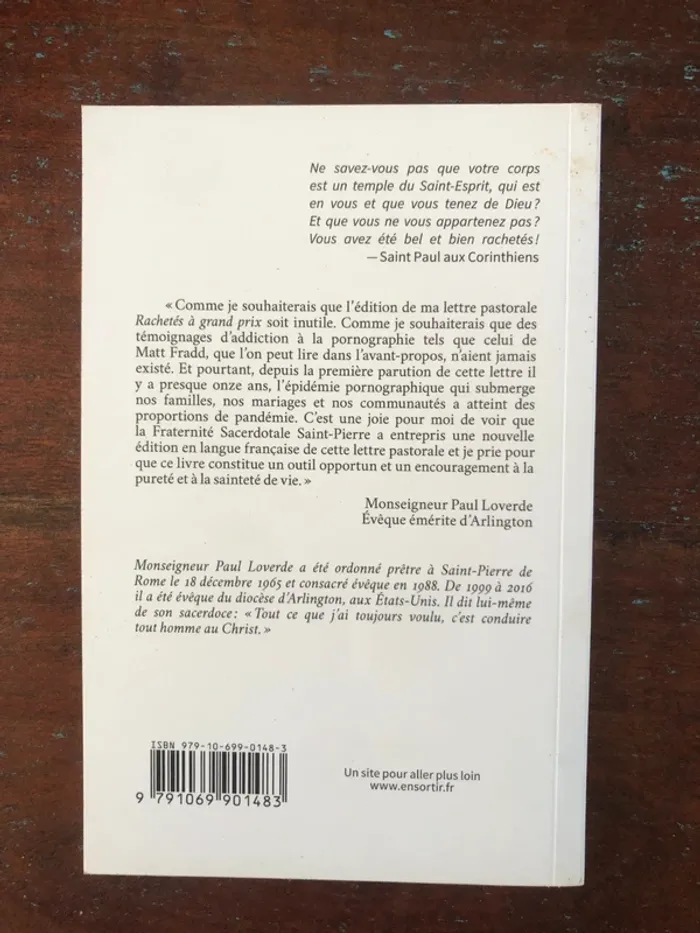 Ne savez-vous pas que votre corps
est un temple du Saint-Esprit, qui est
en vous et que vous tenez de Dieu ?
Et que vous ne vous appartenez pas ?
Vous avez été bel et bien rachetés !
— Saint Paul aux Corinthiens
« Comme je souhaiterais que l’édition de ma lettre pastorale
Rachetés à grand prix soit inutile. Comme je souhaiterais que des
témoignages d’addiction à la pornographie tels que celui de
Matt Fradd, que l’on peut lire dans l’avant-propos, n’aient jamais
existé. Et pourtant, depuis la première parution de cette lettre il
y a presque onze ans, l’épidémie pornographique qui submerge
nos familles, nos mariages et nos communautés a atteint des
proportions de pandémie. C’est une joie pour moi de voir que
la Fraternité Sacerdotale Saint-Pierre a entrepris une nouvelle
édition en langue française de cette lettre pastorale et je prie pour
que ce livre constitue un outil opportun et un encouragement à la
pureté et à la sainteté de vie. »
Monseigneur Paul Loverde
Évêque émérite d’Arlington
Monseigneur Paul Loverde a été ordonné prêtre à Saint-Pierre de
Rome le 18 décembre 1965 et consacré évêque en 1988. De 1999 à 2016
il a été évêque du diocèse d’Arlington, aux États-Unis. Il dit lui-même
de son sacerdoce : « Tout ce que j’ai toujours voulu, c’est conduire
tout homme au Christ. »
ISBN 979-10-699-0148-3
9 791069 901483
Un site pour aller plus loin
www.ensortir.fr